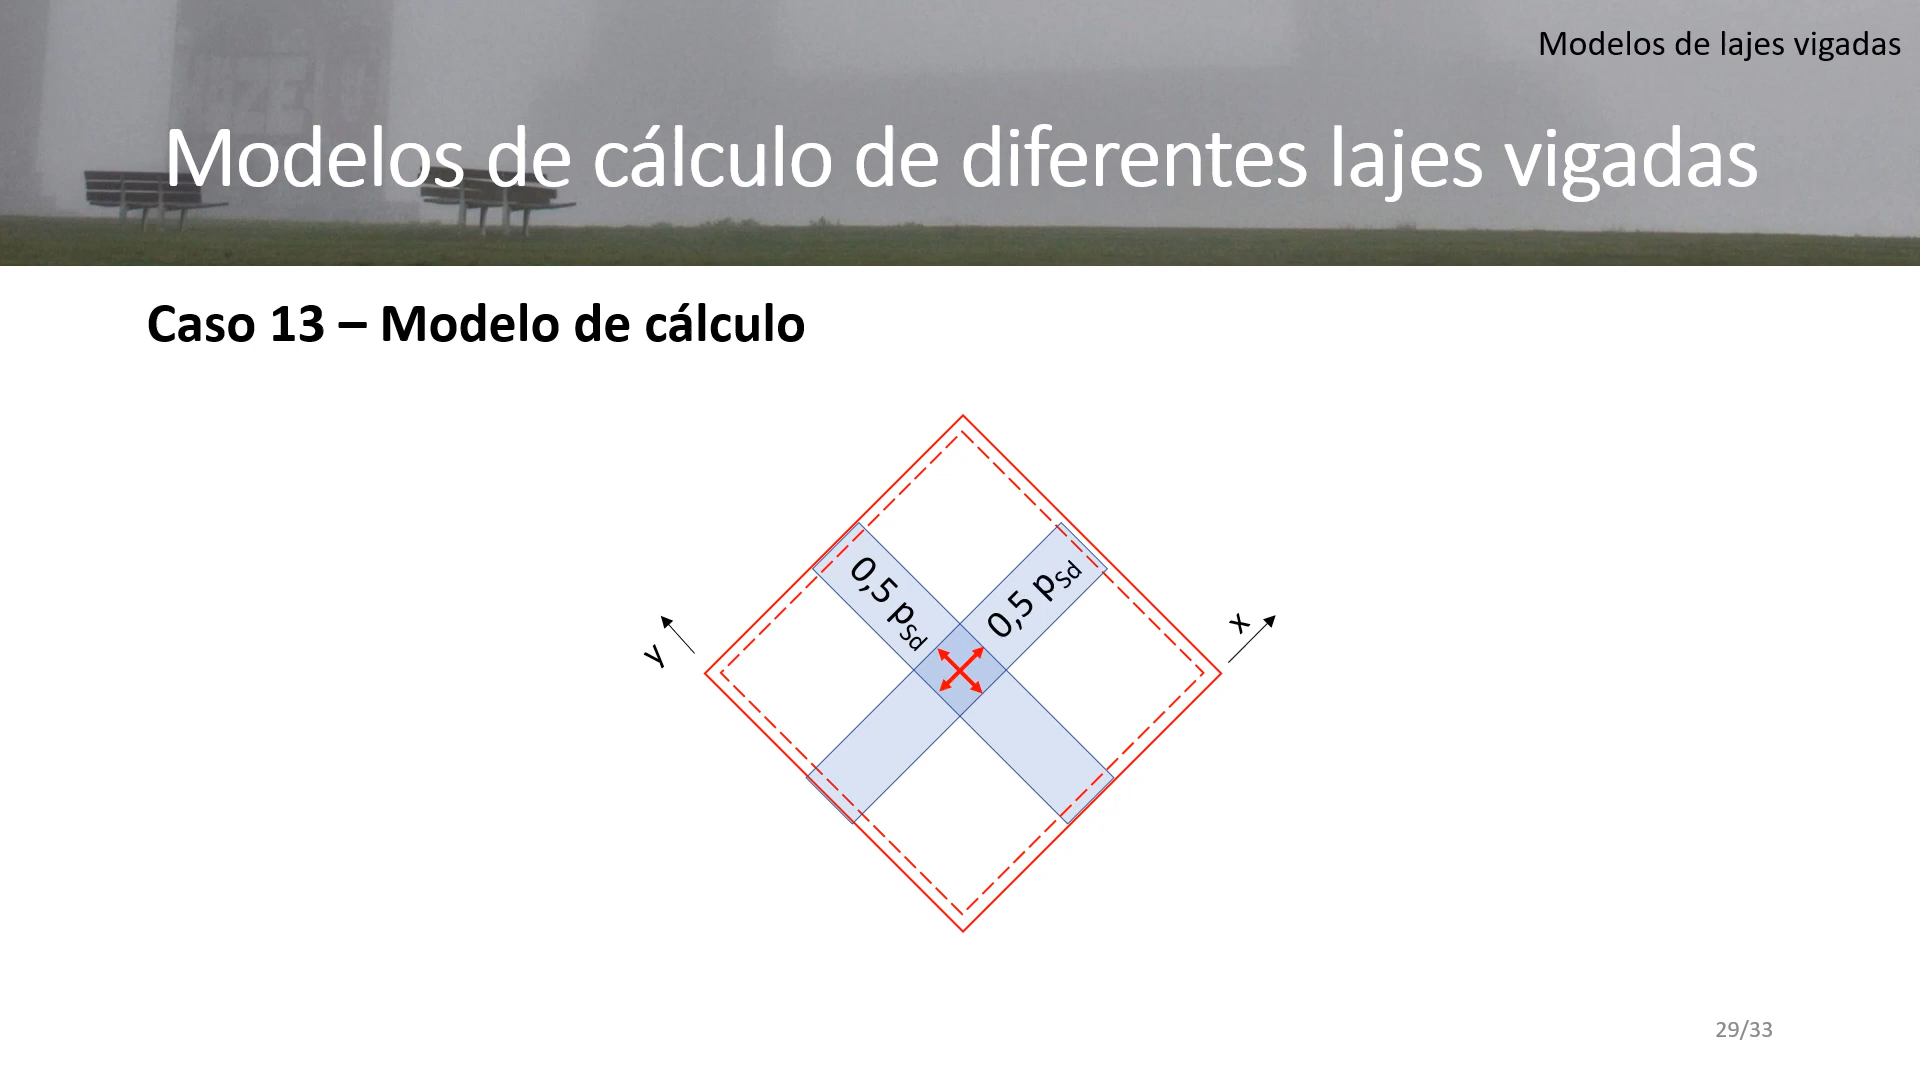 Modelos de lajes vigadas
Modelos de cálculo de diferentes lajes vigadas
Caso 13 – Modelo de cálculo
0,5 pSd
0,5 pSd
y
x
29/33